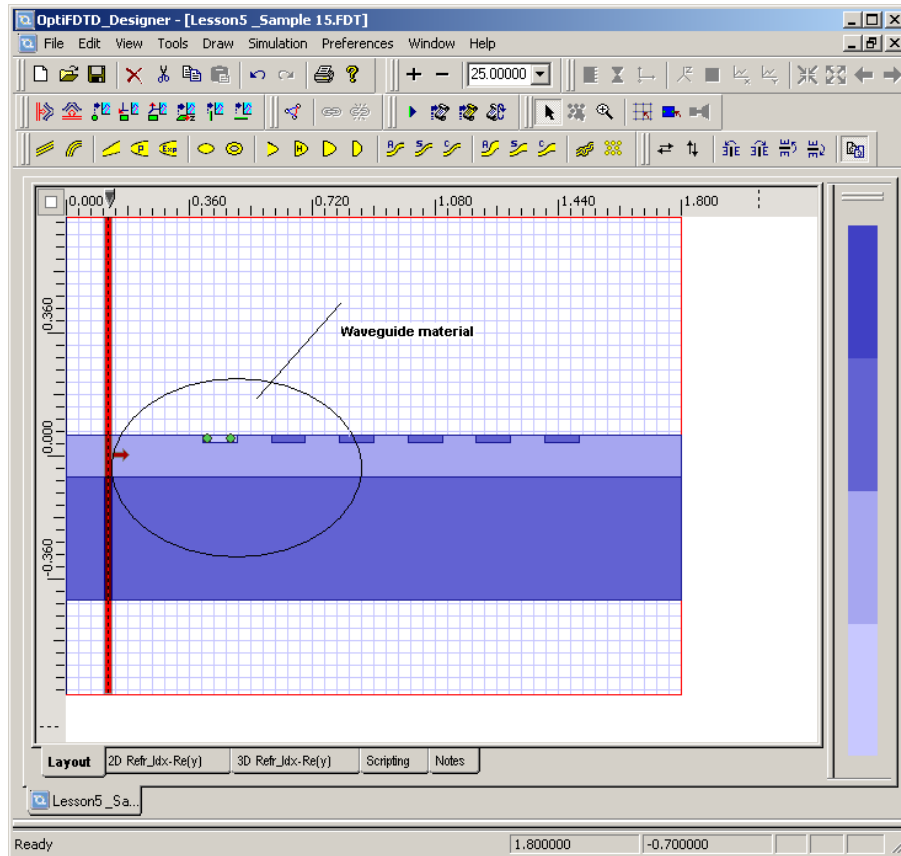 OptiFDTD_Designer - [Lesson5 _Sample 15.FDT]
File Edit View Tools Draw Simulation Preferences Window Help
25.00000
0.000 0.360 0.720 1.080 1.440 1.800
0.360
Waveguide material
0.000
-0.360
Layout 2D Refr_Idx-Re(y) 3D Refr_Idx-Re(y) Scripting Notes
Lesson5 _Sa...
Ready 1.800000 -0.700000